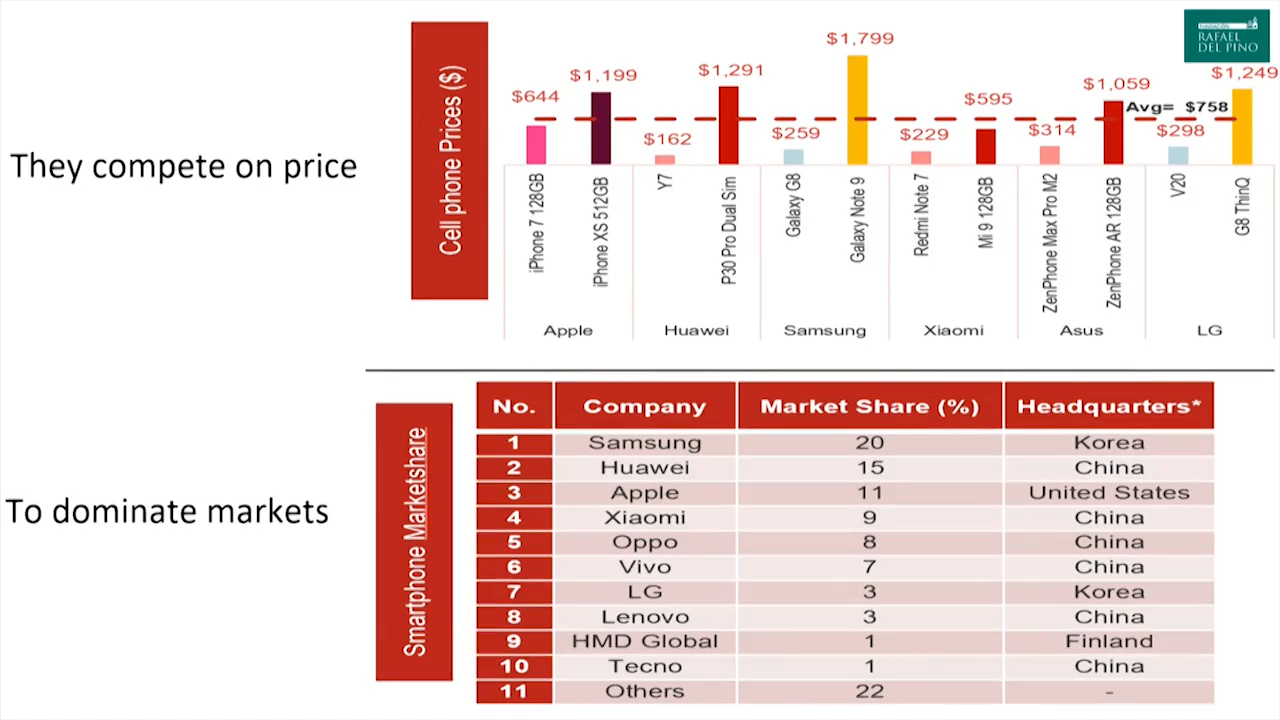 FUNDACIÓN
RAFAEL
DEL PINO
They compete on price
Cell phone Prices ($)
$644
$1,199
$162
$1,291
$259
$1,799
$229
$595
$314
$1,059
Avg= $758
$298
$1,249
iPhone 7 128GB
iPhone XS 512GB
Y7
P30 Pro Dual Sim
Galaxy G8
Galaxy Note 9
Redmi Note 7
Mi 9 128GB
ZenPhone Max Pro M2
ZenPhone AR 128GB
V20
G8 ThinQ
Apple Huawei Samsung Xiaomi Asus LG
To dominate markets
Smartphone Marketshare
No. Company Market Share (%) Headquarters*
1 Samsung 20 Korea
2 Huawei 15 China
3 Apple 11 United States
4 Xiaomi 9 China
5 Oppo 8 China
6 Vivo 7 China
7 LG 3 Korea
8 Lenovo 3 China
9 HMD Global 1 Finland
10 Tecno 1 China
11 Others 22 -